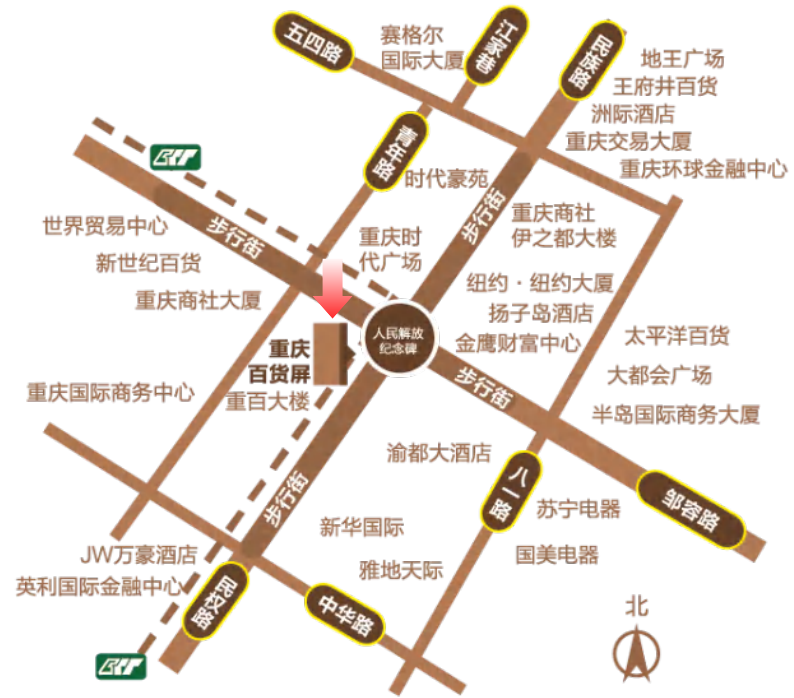 五四路
赛格尔
国际大厦
江家巷
民族路
地王广场
王府井百货
洲际酒店
重庆交易大厦
重庆环球金融中心
青年路
时代豪苑
步行街
重庆商社
伊之都大楼
世界贸易中心
步行街
重庆时
代广场
新世纪百货
重庆商社大厦
纽约·纽约大厦
扬子岛酒店
金鹰财富中心
人民解放
纪念碑
太平洋百货
大都会广场
半岛国际商务大厦
重庆
百货屏
重百大楼
重庆国际商务中心
步行街
渝都大酒店
八一路
苏宁电器
国美电器
邹容路
步行街
新华国际
雅地天际
JW万豪酒店
英利国际金融中心
民权路
中华路
北